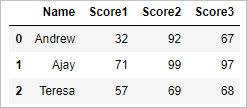 Name Score1 Score2 Score3
0 Andrew 32 92 67
1 Ajay 71 99 97
2 Teresa 57 69 68